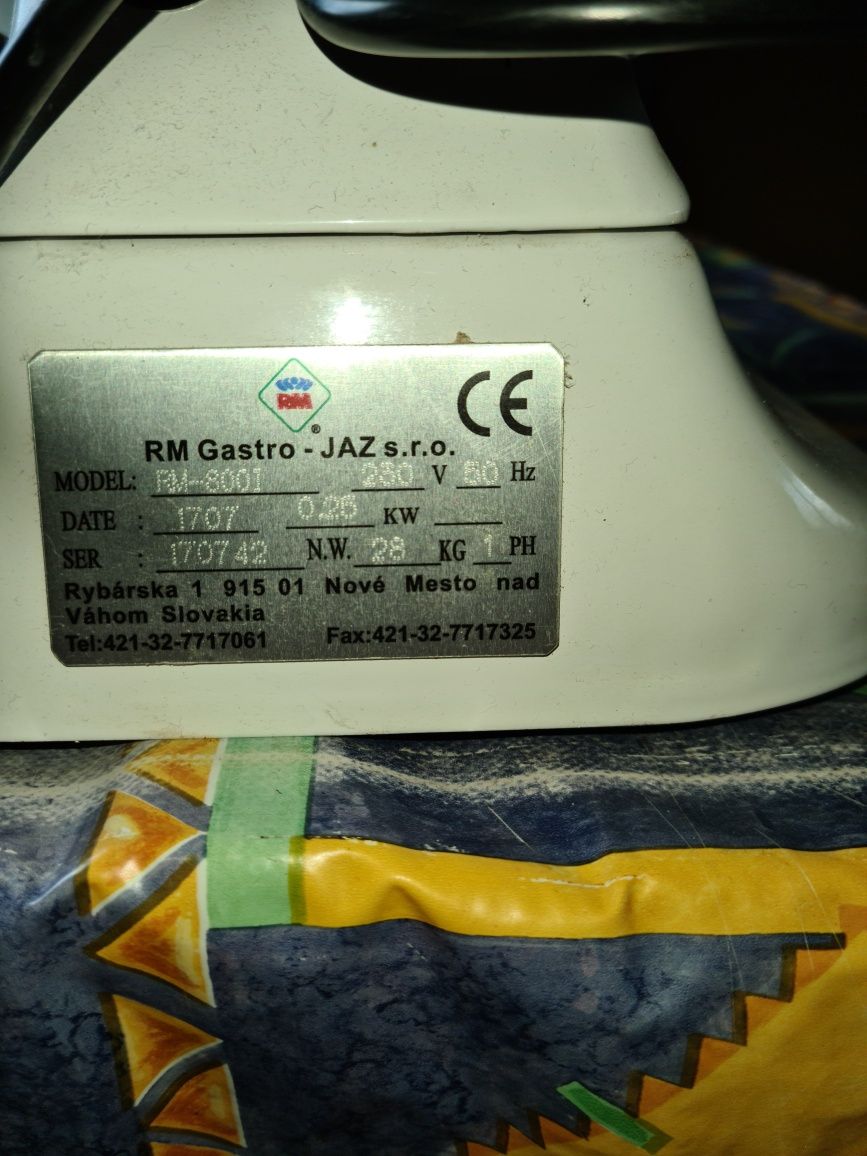 RM
CE
®
RM Gastro - JAZ s.r.o.
MODEL: RM-800I 230 V 50 Hz
DATE : 1707 0.25 KW
SER : 170742 N.W. 28 KG 1 PH
Rybárska 1 915 01 Nové Mesto nad
Váhom Slovakia
Tel:421-32-7717061 Fax:421-32-7717325